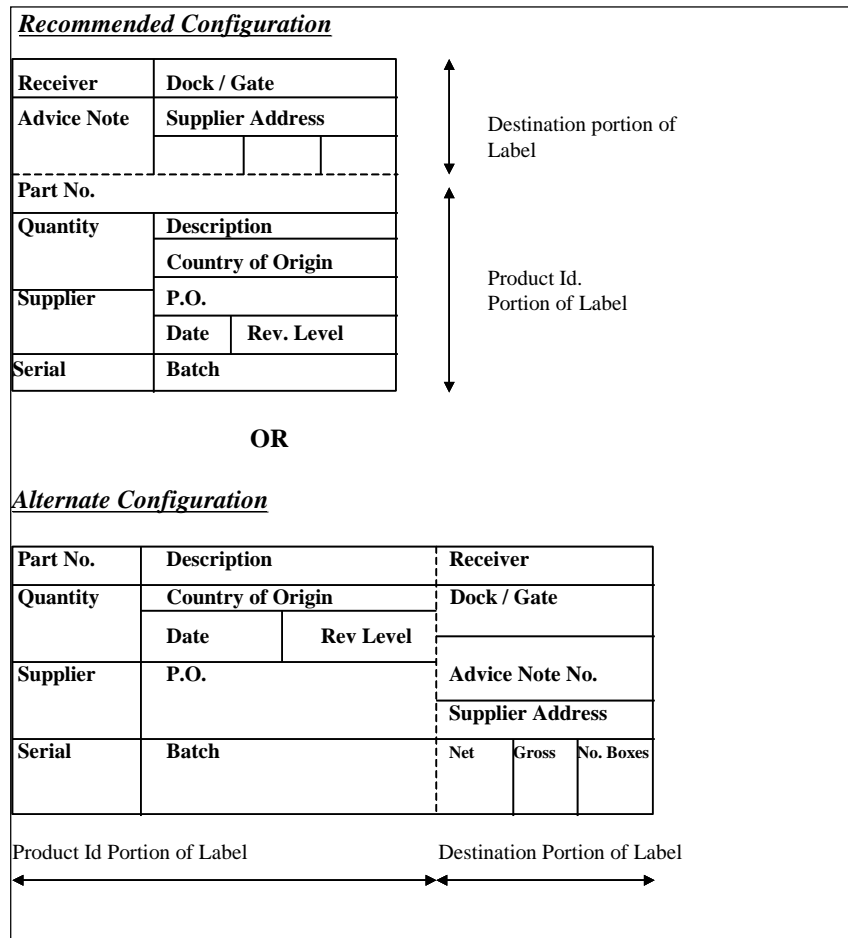 Recommended Configuration
Receiver Dock / Gate
Advice Note Supplier Address
Destination portion of
Label
Part No.
Quantity Description
Country of Origin
Product Id.
Portion of Label
Supplier P.O.
Date Rev. Level
Serial Batch
OR
Alternate Configuration
Part No. Description Receiver
Quantity Country of Origin Dock / Gate
Date Rev Level
Supplier P.O. Advice Note No.
Supplier Address
Serial Batch Net Gross No. Boxes
Product Id Portion of Label Destination Portion of Label